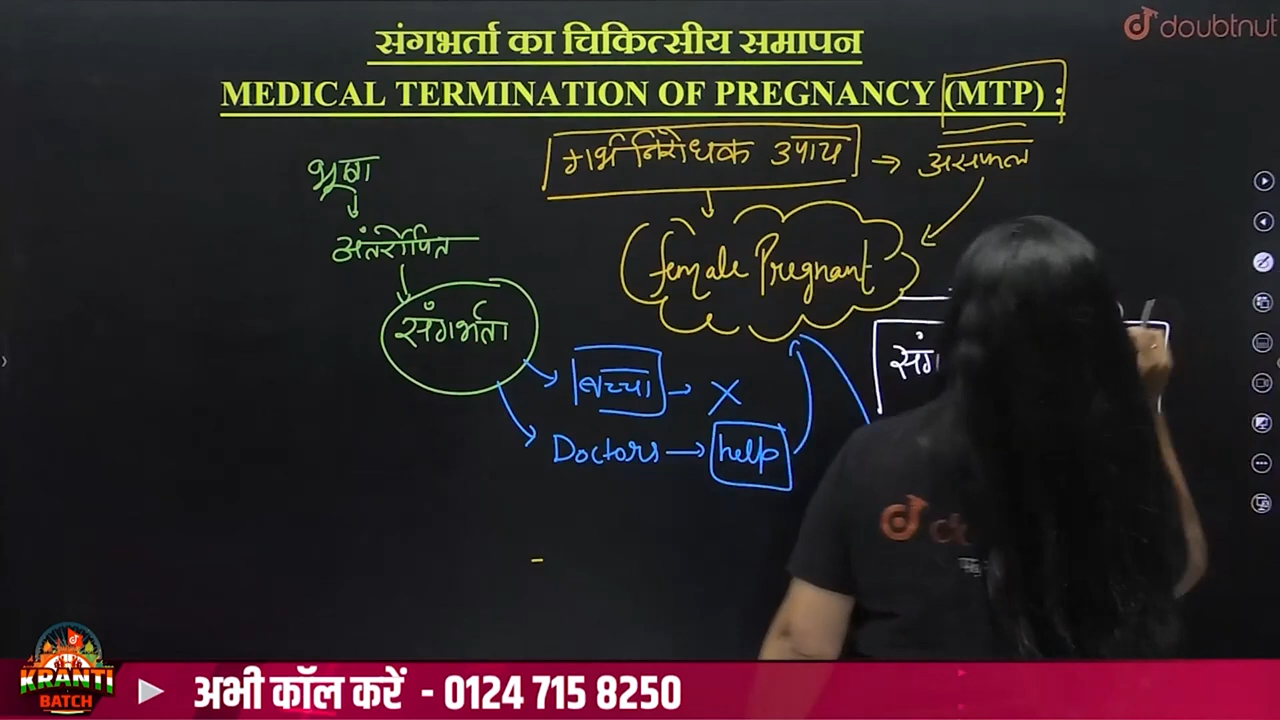 doubtnut
संगभर्ता का चिकित्सीय समापन
MEDICAL TERMINATION OF PREGNANCY (MTP) :
गर्भ निरोधक उपाय → असफल
भ्रूण
अंतर्रोपित
female Pregnant
संगर्भता
संग
बच्चा → X
Doctors → help
KRANTI
BATCH
अभी कॉल करें - 0124 715 8250